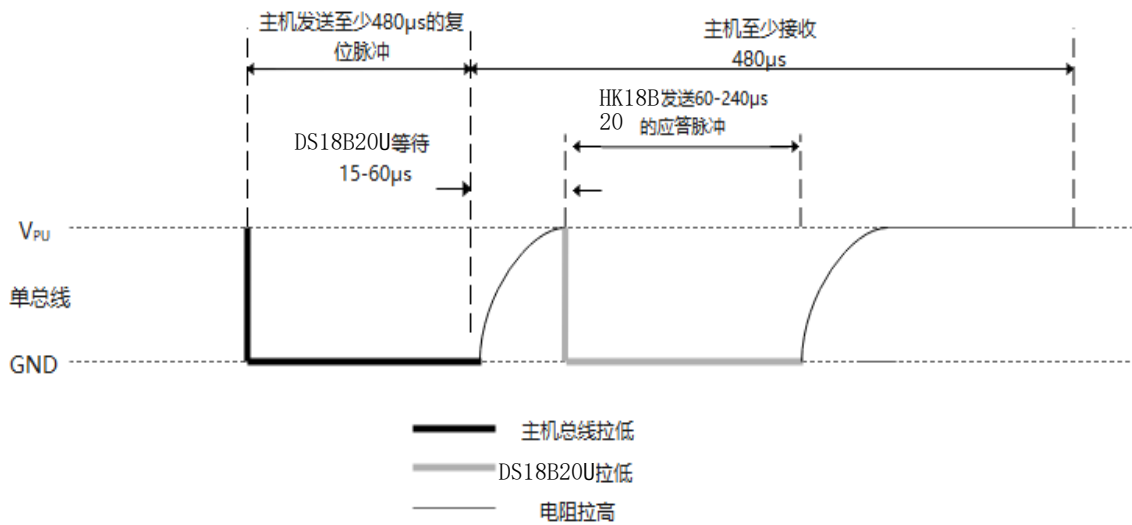 主机发送至少480μs的复
位脉冲
主机至少接收
480μs
HK18B发送60-240μs
20 的应答脉冲
DS18B20U等待
15-60μs
VPU
单总线
GND
主机总线拉低
DS18B20U拉低
电阻拉高